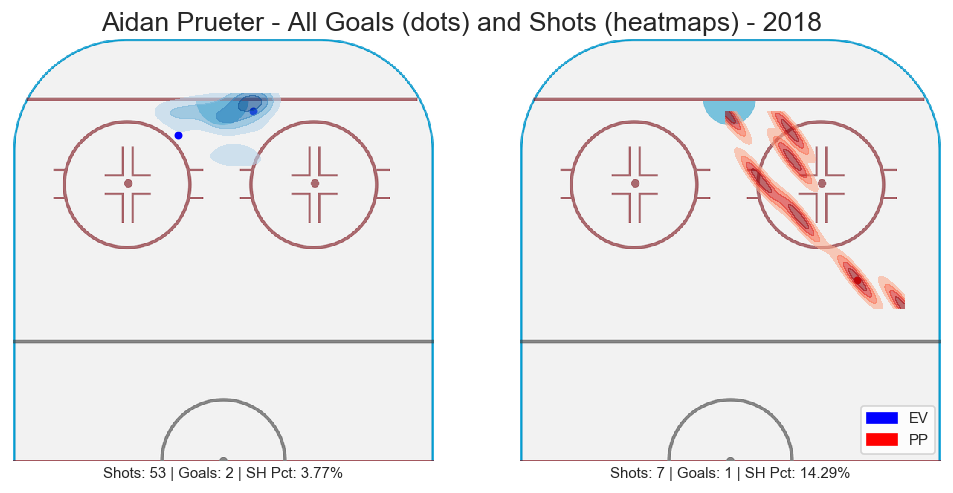 Aidan Prueter - All Goals (dots) and Shots (heatmaps) - 2018
EV
PP
Shots: 53 | Goals: 2 | SH Pct: 3.77%
Shots: 7 | Goals: 1 | SH Pct: 14.29%